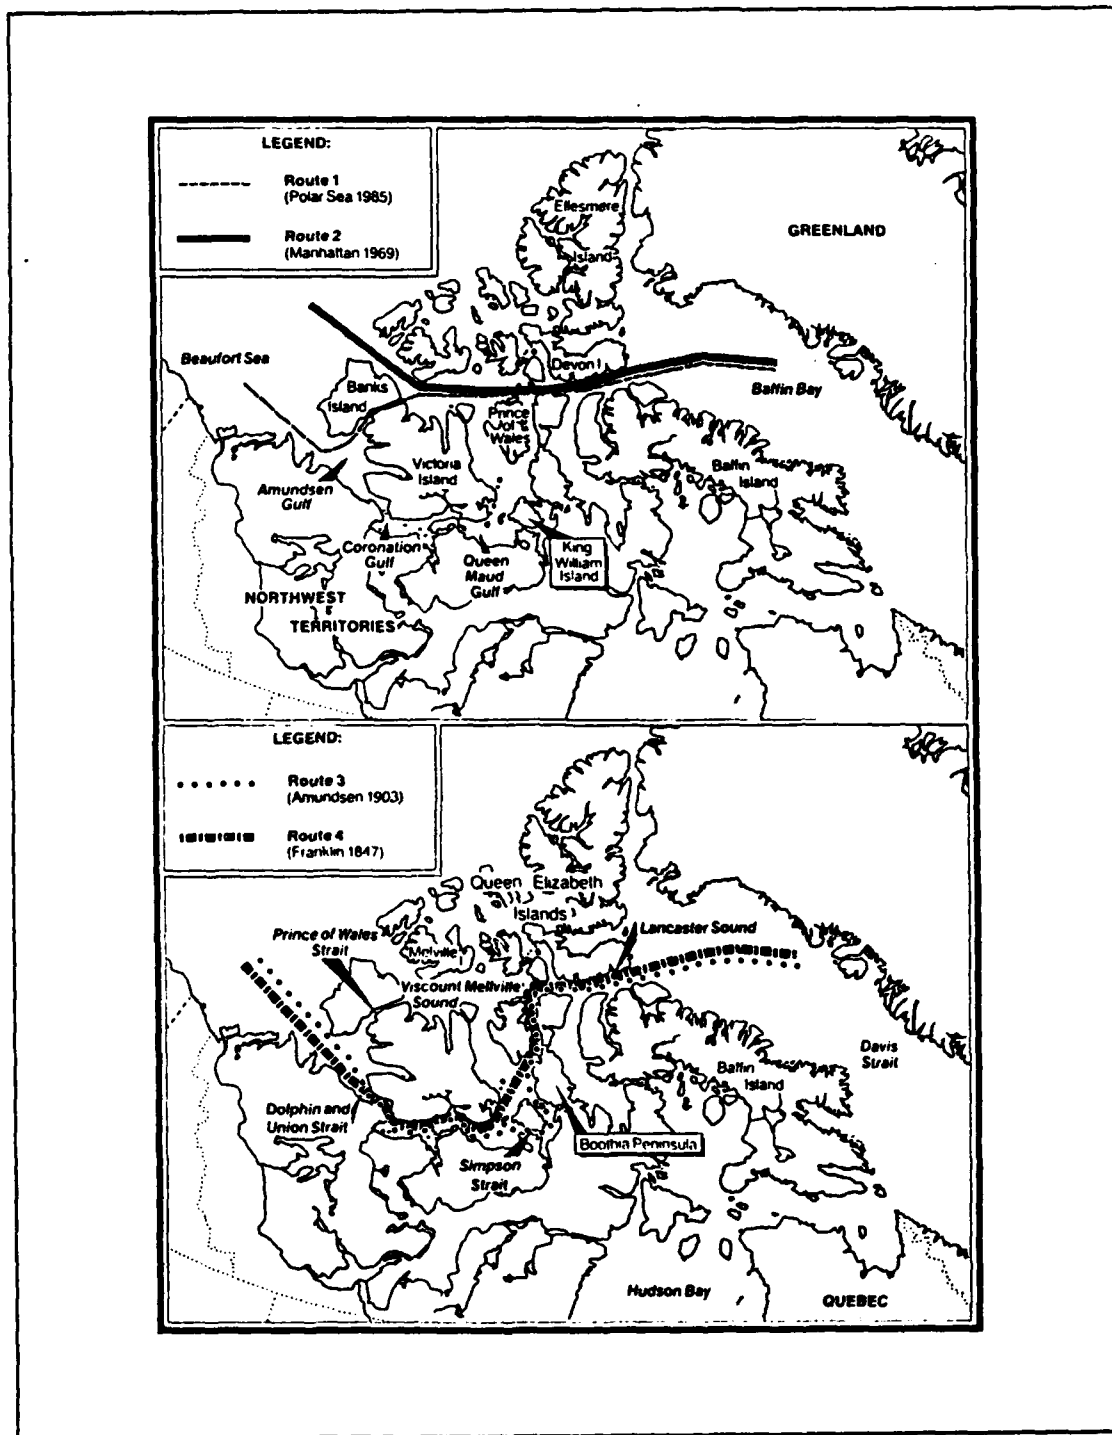 LEGEND:
Route 1
(Polar Sea 1985)
Route 2
(Manhattan 1969)
Ellesmere
Island
GREENLAND
Beaufort Sea
Banks
Island
Devon I
Baffin Bay
Prince
of
Wales
Victoria
Island
Baffin
Island
Amundsen
Gulf
Coronation
Gulf
Queen
Maud
Gulf
King
William
Island
NORTHWEST
TERRITORIES
LEGEND:
Route 3
(Amundsen 1903)
Route 4
(Franklin 1847)
Queen Elizabeth
Islands
Prince of Wales
Strait
Melville
Lancaster Sound
Viscount Mellville
Sound
Davis
Strait
Baffin
Island
Dolphin and
Union Strait
Simpson
Strait
Boothia Peninsula
Hudson Bay
QUEBEC